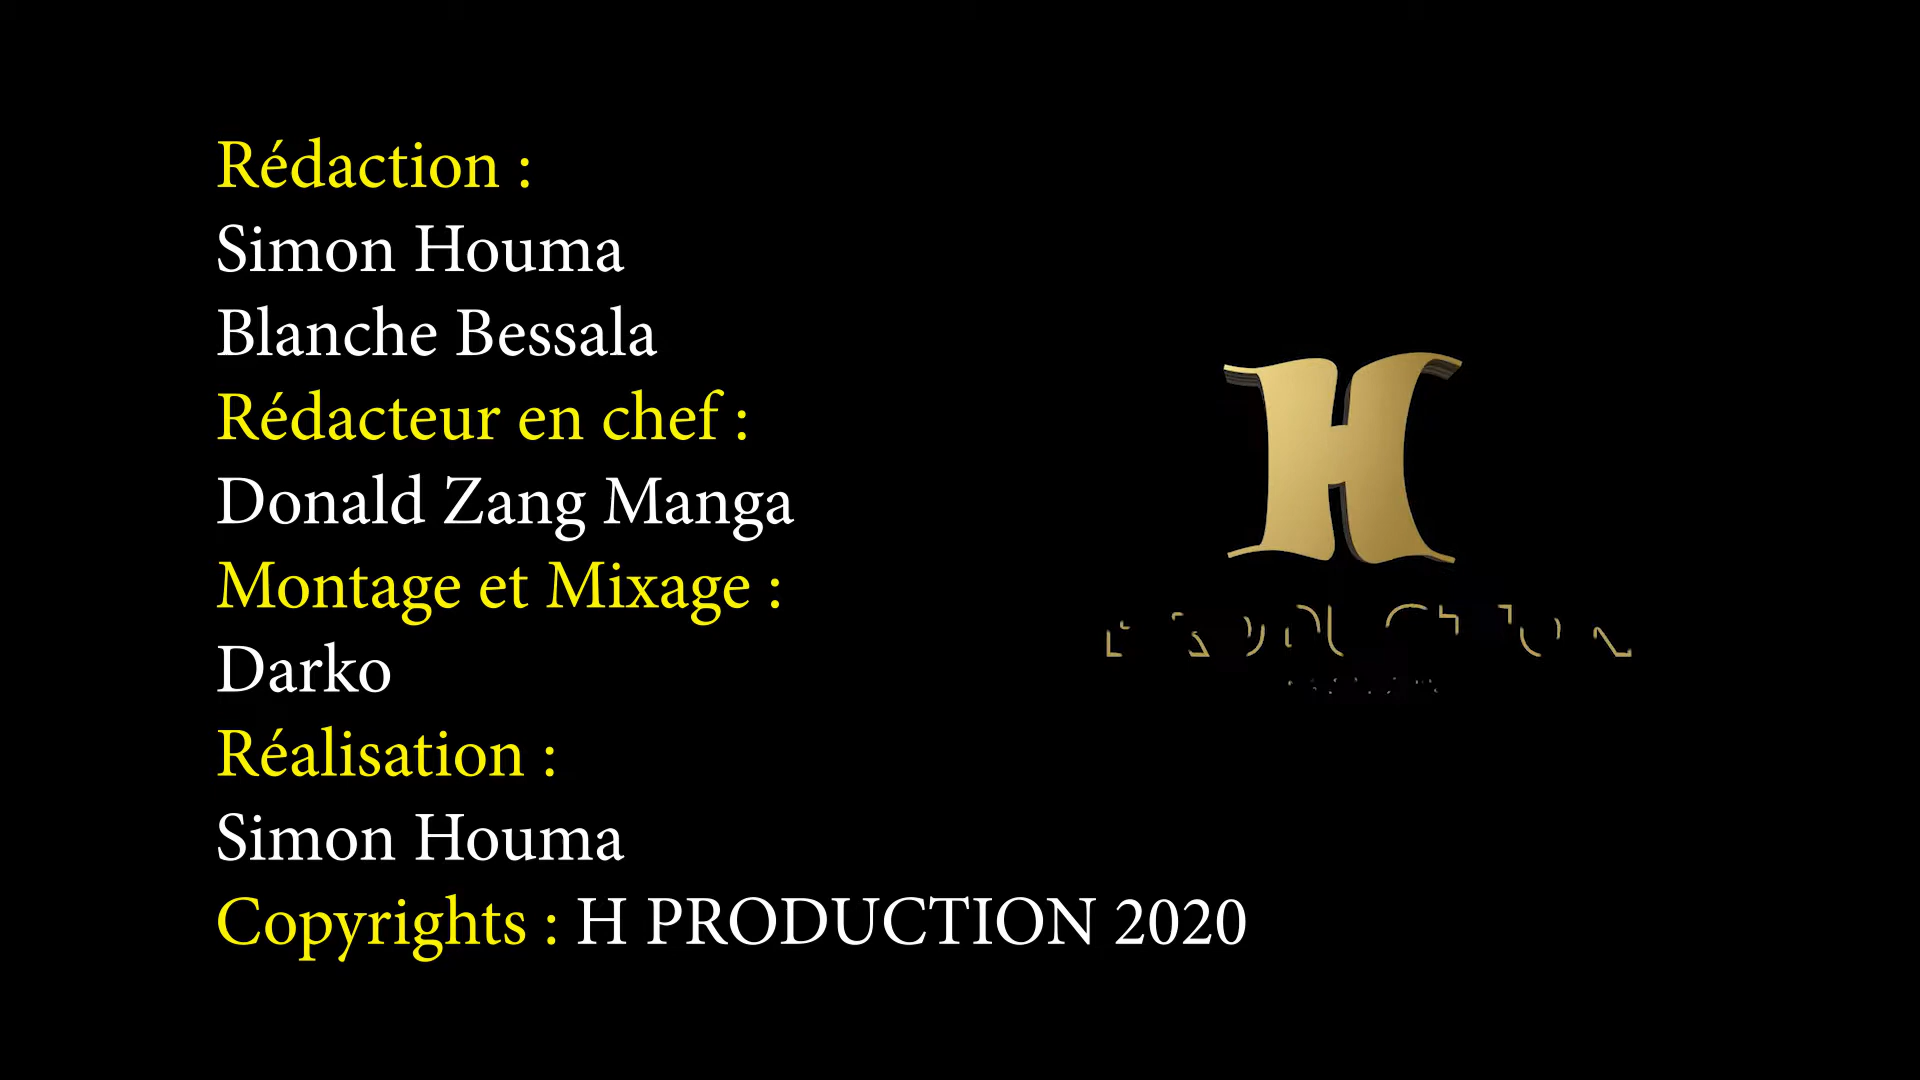 Rédaction :
Simon Houma
Blanche Bessala
Rédacteur en chef :
Donald Zang Manga
Montage et Mixage :
Darko
Réalisation :
Simon Houma
Copyrights : H PRODUCTION 2020
H